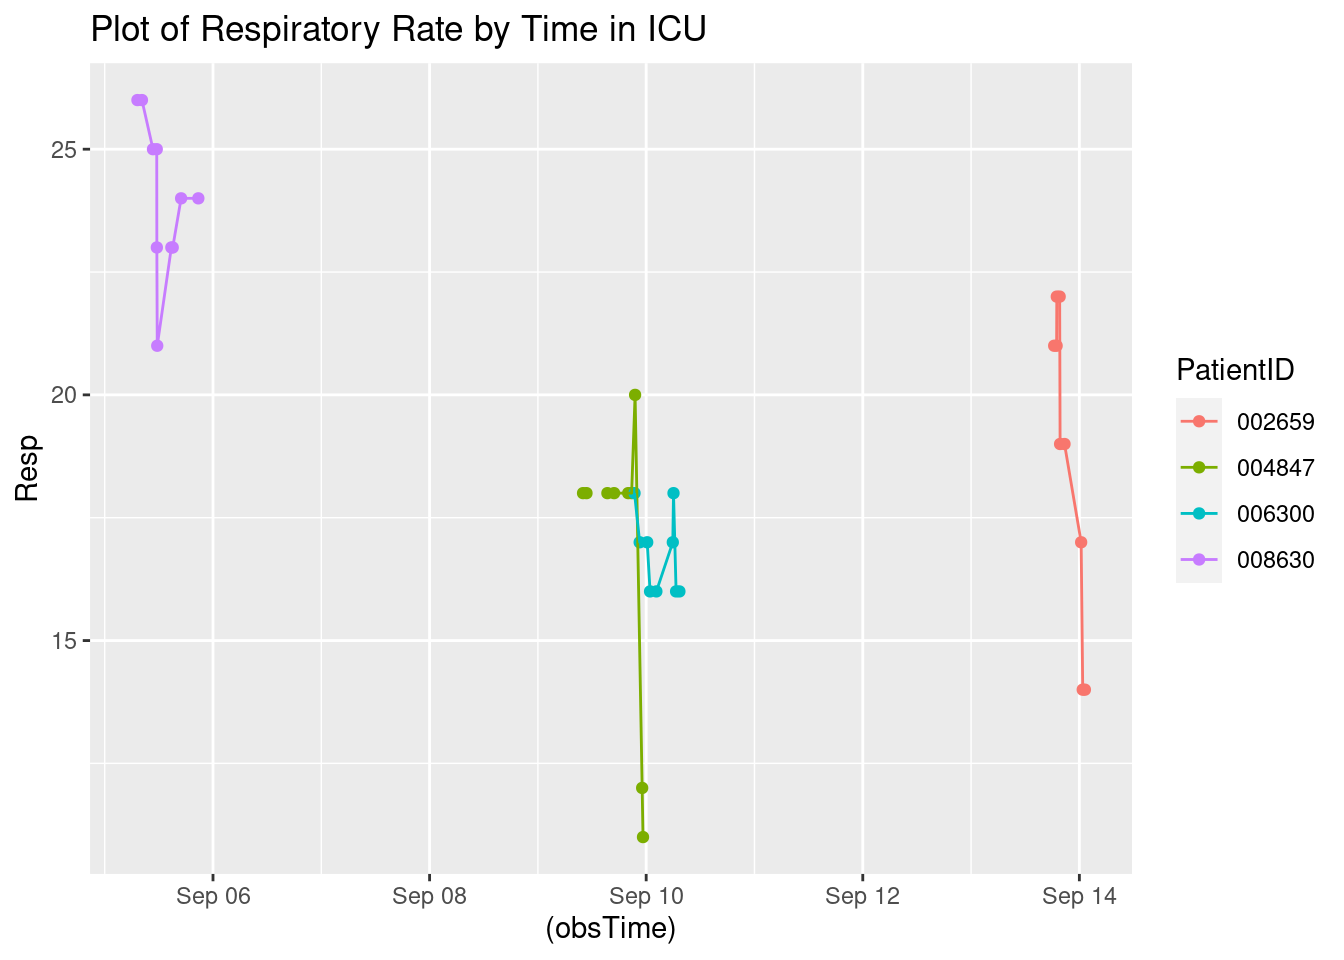 Plot of Respiratory Rate by Time in ICU
25
20
15
Resp
Sep 06
Sep 08
Sep 10
Sep 12
Sep 14
(obsTime)
PatientID
002659
004847
006300
008630